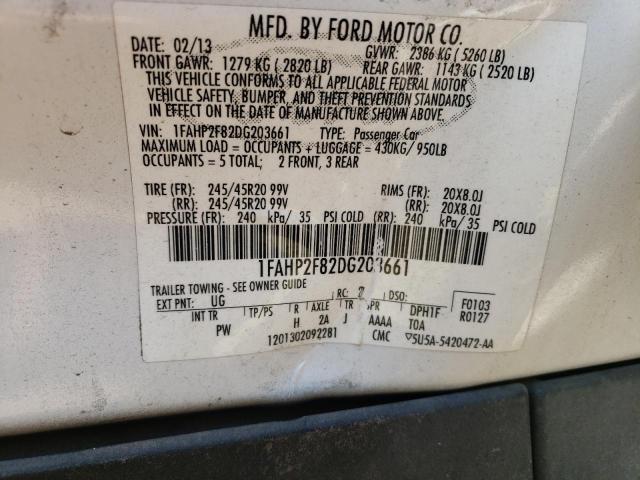 MFD. BY FORD MOTOR CO.
DATE: 02/13 GVWR: 2386 KG ( 5260 LB)
FRONT GAWR: 1279 KG ( 2820 LB) REAR GAWR: 1143 KG ( 2520 LB)
THIS VEHICLE CONFORMS TO ALL APPLICABLE FEDERAL MOTOR
VEHICLE SAFETY, BUMPER, AND THEFT PREVENTION STANDARDS
IN EFFECT ON THE DATE OF MANUFACTURE SHOWN ABOVE.
VIN: 1FAHP2F82DG203661 TYPE: Passenger Car
MAXIMUM LOAD = OCCUPANTS + LUGGAGE = 430KG/ 950LB
OCCUPANTS = 5 TOTAL; 2 FRONT, 3 REAR
TIRE (FR): 245/45R20 99V RIMS (FR): 20X8.0J
(RR): 245/45R20 99V (RR): 20X8.0J
PRESSURE (FR): 240 kPa/ 35 PSI COLD (RR): 240 kPa/ 35 PSI COLD
1FAHP2F82DG203661
TRAILER TOWING - SEE OWNER GUIDE
EXT PNT: UG RC: DSO: F0103
INT TR TP/PS R AXLE TR SPR DPH1F R0127
PW H 2A J AAAA TOA
1201302092281 CMC ▽5U5A-5420472-AA